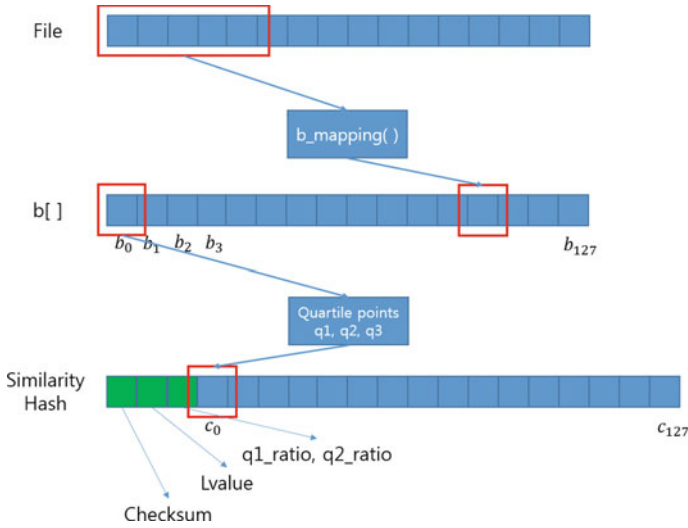 File
b_mapping( )
b[ ]
b0 b1 b2 b3 b127
Quartile points
q1, q2, q3
Similarity
Hash
c0 c127
q1_ratio, q2_ratio
Lvalue
Checksum